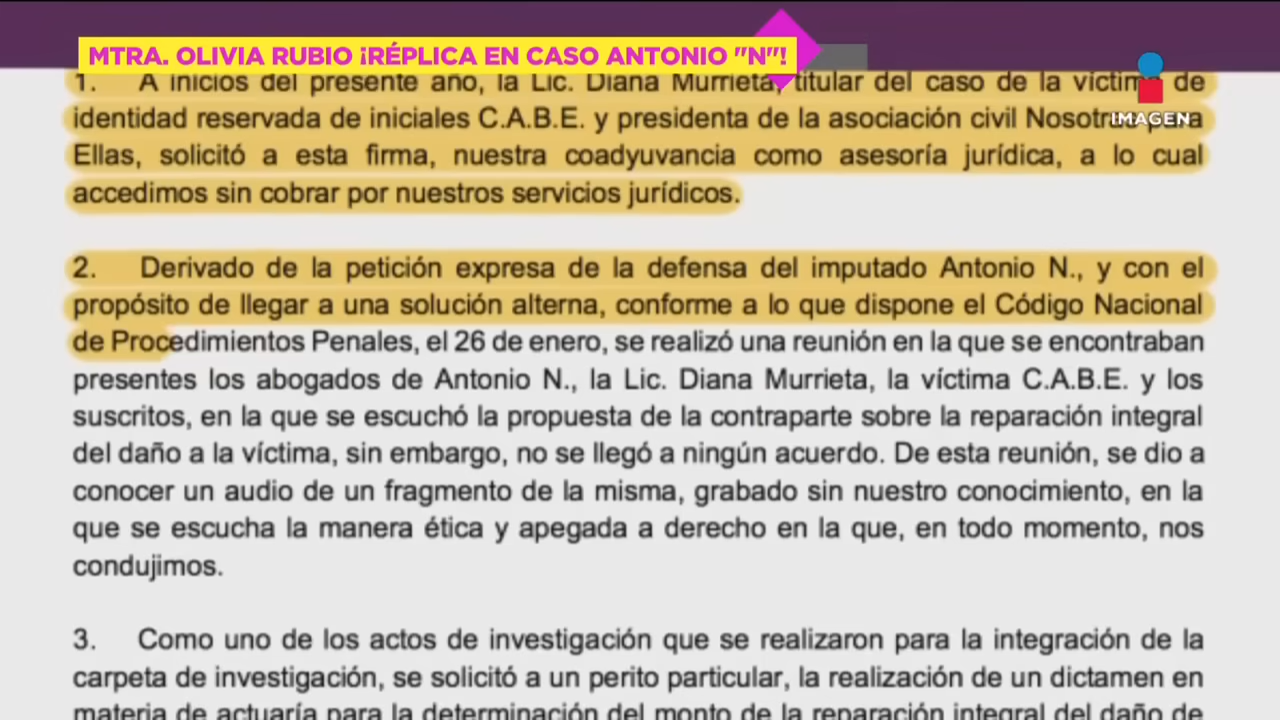 MTRA. OLIVIA RUBIO ¡RÉPLICA EN CASO ANTONIO "N"!
1. A inicios del presente año, la Lic. Diana Murrieta, titular del caso de la víctima de
identidad reservada de iniciales C.A.B.E. y presidenta de la asociación civil Nosotras para
IMAGEN
Ellas, solicitó a esta firma, nuestra coadyuvancia como asesoría jurídica, a lo cual
accedimos sin cobrar por nuestros servicios jurídicos.
2. Derivado de la petición expresa de la defensa del imputado Antonio N., y con el
propósito de llegar a una solución alterna, conforme a lo que dispone el Código Nacional
de Procedimientos Penales, el 26 de enero, se realizó una reunión en la que se encontraban
presentes los abogados de Antonio N., la Lic. Diana Murrieta, la víctima C.A.B.E. y los
suscritos, en la que se escuchó la propuesta de la contraparte sobre la reparación integral
del daño a la víctima, sin embargo, no se llegó a ningún acuerdo. De esta reunión, se dio a
conocer un audio de un fragmento de la misma, grabado sin nuestro conocimiento, en la
que se escucha la manera ética y apegada a derecho en la que, en todo momento, nos
condujimos.
3. Como uno de los actos de investigación que se realizaron para la integración de la
carpeta de investigación, se solicitó a un perito particular, la realización de un dictamen en
materia de actuaría para la determinación del monto de la reparación integral del daño de